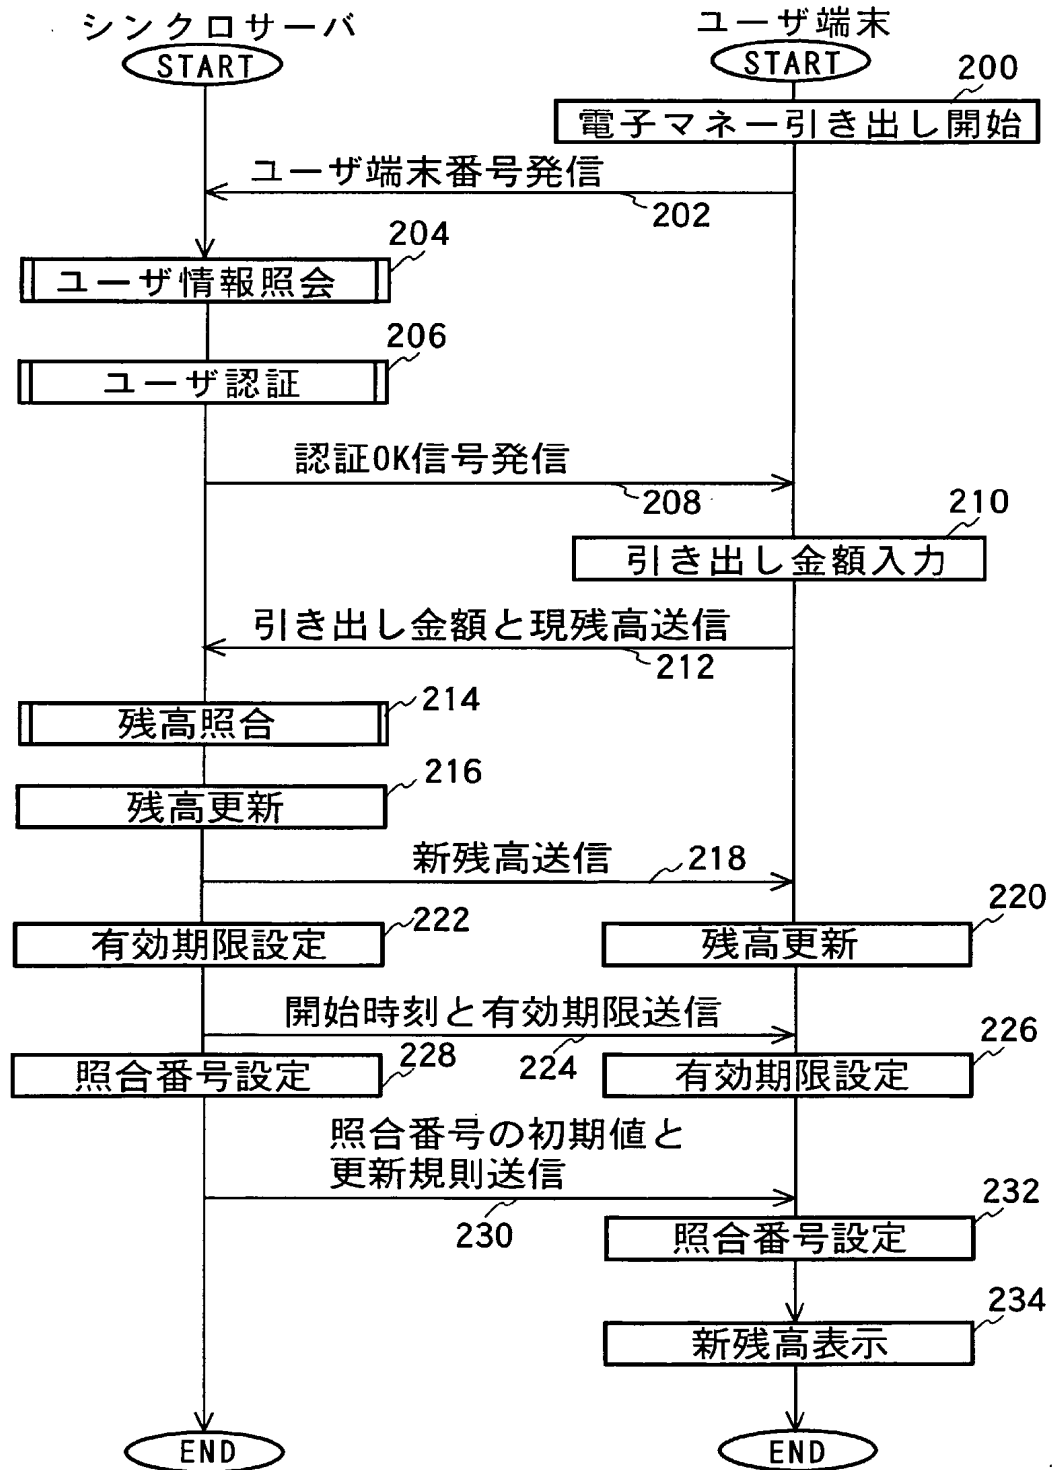 シンクロサーバ
ユーザ端末
START
START
200
電子マネー引き出し開始
ユーザ端末番号発信
202
204
ユーザ情報照会
206
ユーザ認証
認証OK信号発信
208
210
引き出し金額入力
引き出し金額と現残高送信
212
214
残高照合
216
残高更新
新残高送信
218
220
222
有効期限設定
残高更新
開始時刻と有効期限送信
224
226
228
照合番号設定
有効期限設定
照合番号の初期値と
更新規則送信
230
232
照合番号設定
234
新残高表示
END
END